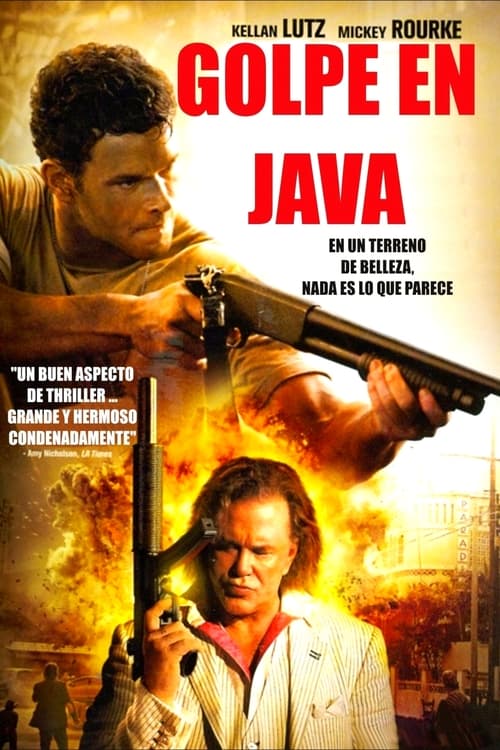 KELLAN LUTZ MICKEY ROURKE
GOLPE EN
JAVA
EN UN TERRENO
DE BELLEZA,
NADA ES LO QUE PARECE
"UN BUEN ASPECTO
DE THRILLER ...
GRANDE Y HERMOSO
CONDENADAMENTE"
- Amy Nicholson, LA Times